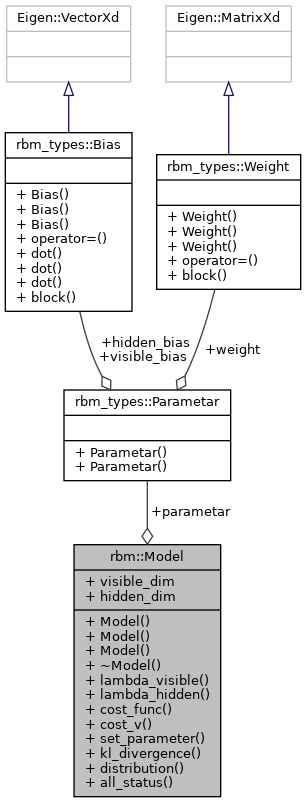 Eigen::VectorXd
Eigen::MatrixXd
rbm_types::Bias
+ Bias()
+ Bias()
+ Bias()
+ operator=()
+ dot()
+ dot()
+ dot()
+ block()
rbm_types::Weight
+ Weight()
+ Weight()
+ Weight()
+ operator=()
+ block()
+hidden_bias
+visible_bias
+weight
rbm_types::Parametar
+ Parametar()
+ Parametar()
+parametar
rbm::Model
+ visible_dim
+ hidden_dim
+ Model()
+ Model()
+ Model()
+ ~Model()
+ lambda_visible()
+ lambda_hidden()
+ cost_func()
+ cost_v()
+ set_parameter()
+ kl_divergence()
+ distribution()
+ all_status()